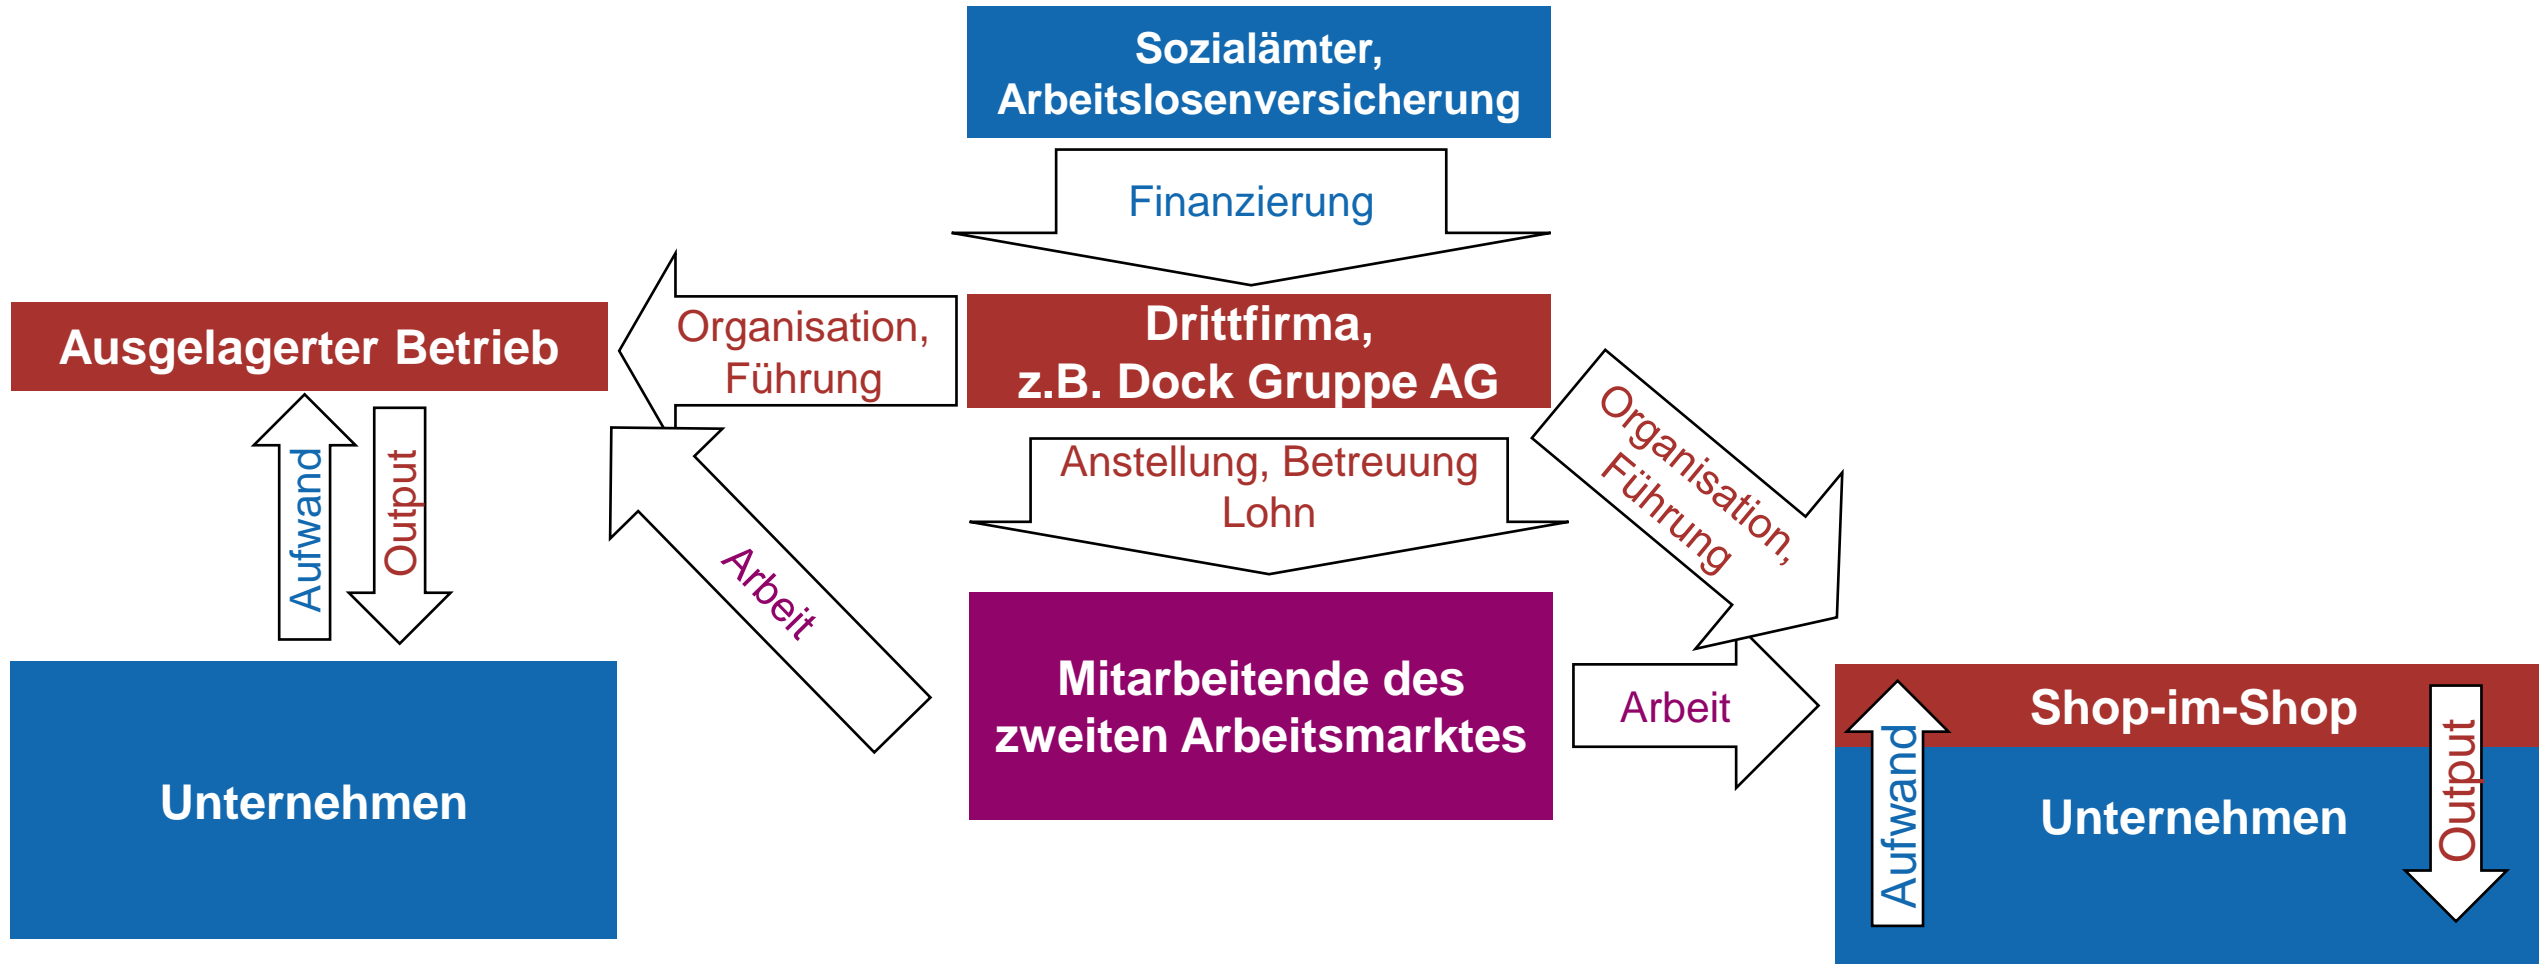 Sozialämter,
Arbeitslosenversicherung
Finanzierung
Ausgelagerter Betrieb
Organisation,
Führung
Drittfirma,
z.B. Dock Gruppe AG
Organisation,
Führung
Aufwand
Output
Anstellung, Betreuung
Lohn
Arbeit
Mitarbeitende des
zweiten Arbeitsmarktes
Arbeit
Unternehmen
Shop-im-Shop
Aufwand
Output
Unternehmen